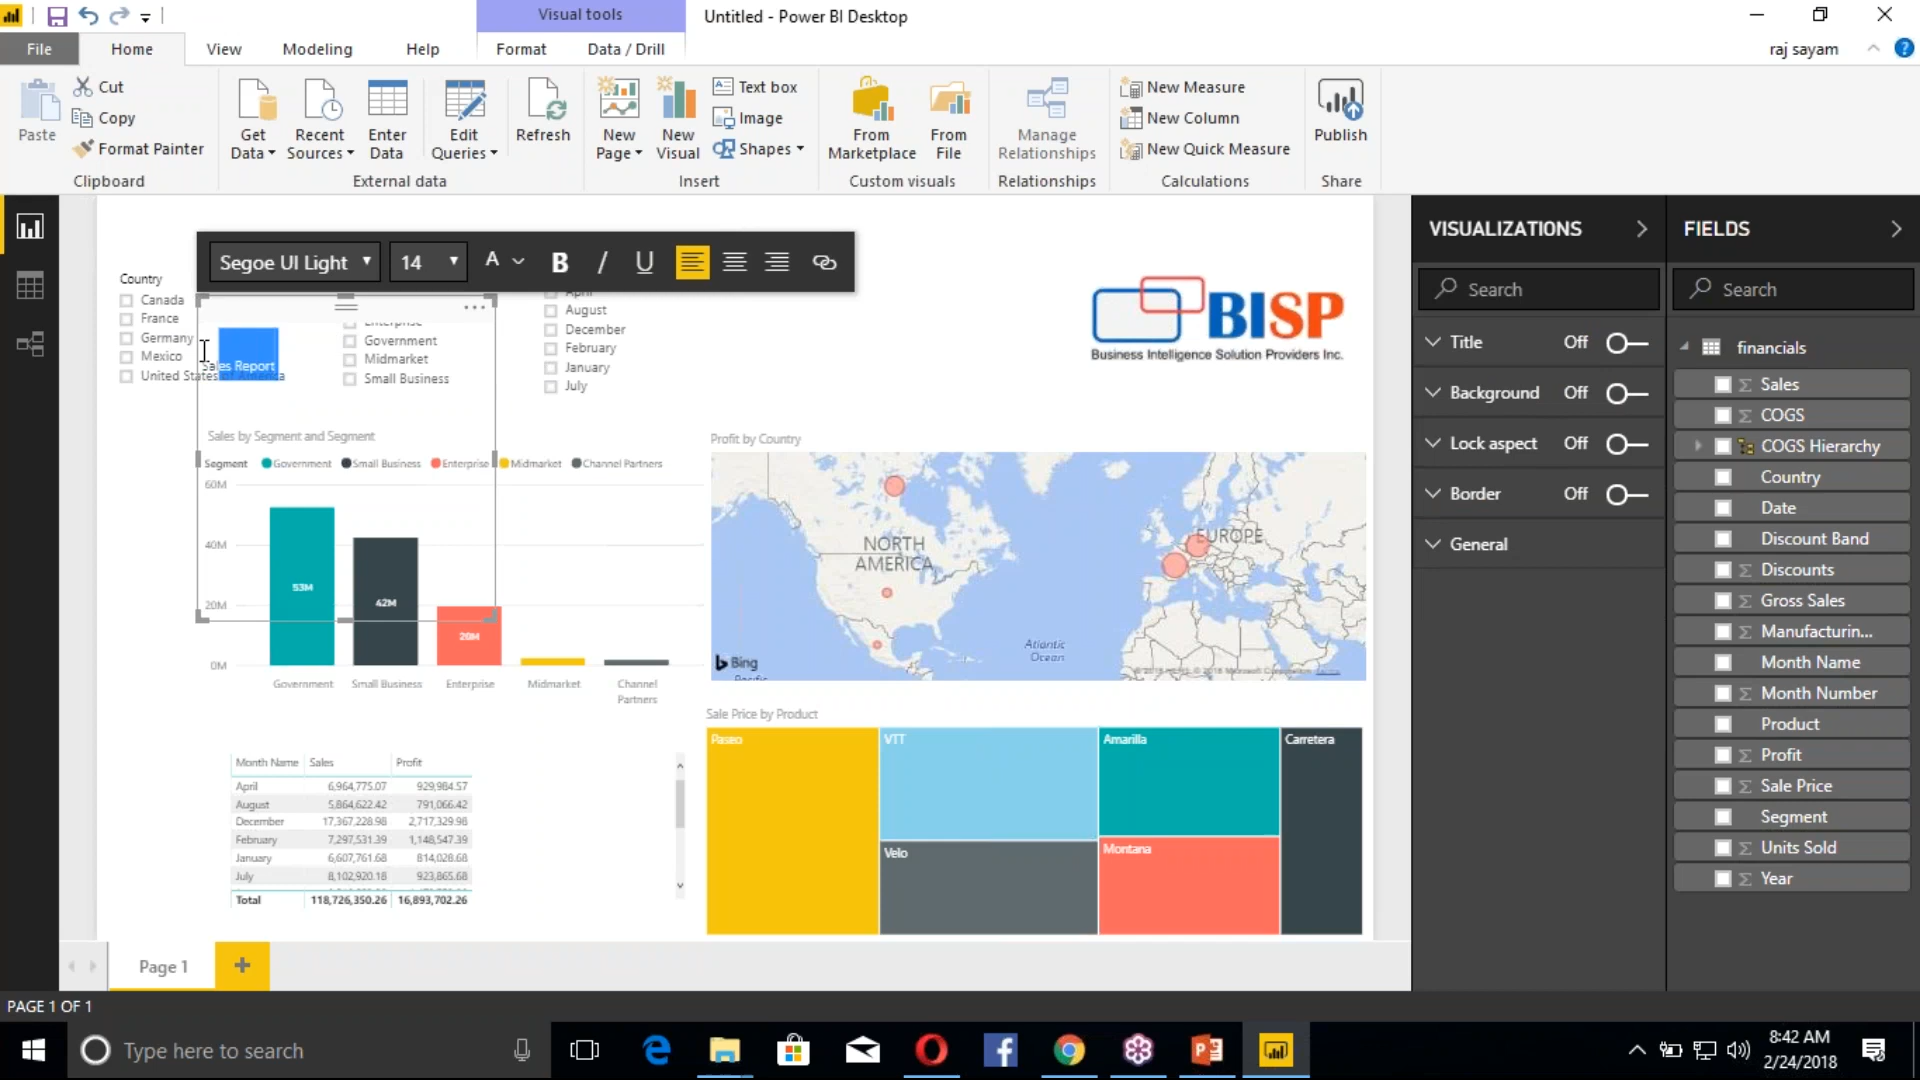 Visual tools
Untitled - Power BI Desktop
File
Home
View
Modeling
Help
Format
Data / Drill
raj sayam
Paste
Cut
Copy
Format Painter
Clipboard
Get Data
Recent Sources
Enter Data
Edit Queries
Refresh
External data
New Page
New Visual
Text box
Image
Shapes
Insert
From Marketplace
From File
Custom visuals
Manage Relationships
Relationships
New Measure
New Column
New Quick Measure
Calculations
Publish
Share
Segoe UI Light
14
A
B
I
U
Country
Canada
France
Germany
Mexico
United States of America
Sales Report
Enterprise
Midmarket
Government
Small Business
April
August
December
February
January
July
BISP
Business Intelligence Solution Providers Inc.
Sales by Segment and Segment
Segment
Government
Small Business
Enterprise
Midmarket
Channel Partners
60M
40M
20M
0M
53M
42M
20M
Government
Small Business
Enterprise
Midmarket
Channel
Partners
Profit by Country
NORTH
AMERICA
EUROPE
Atlantic
Ocean
Bing
Pacific
Month Name Sales Profit
April 6,964,775.07 929,984.57
August 5,864,622.42 791,066.42
December 17,367,228.98 2,717,329.98
February 7,297,531.39 1,148,547.39
January 6,607,761.68 814,028.68
July 8,102,920.18 923,865.68
Total 118,726,350.26 16,893,702.26
Sale Price by Product
Paseo
VTT
Amarilla
Carretera
Velo
Montana
VISUALIZATIONS
Search
Title Off
Background Off
Lock aspect Off
Border Off
General
FIELDS
Search
financials
Sales
COGS
COGS Hierarchy
Country
Date
Discount Band
Discounts
Gross Sales
Manufacturin...
Month Name
Month Number
Product
Profit
Sale Price
Segment
Units Sold
Year
Page 1
PAGE 1 OF 1
Type here to search
8:42 AM
2/24/2018